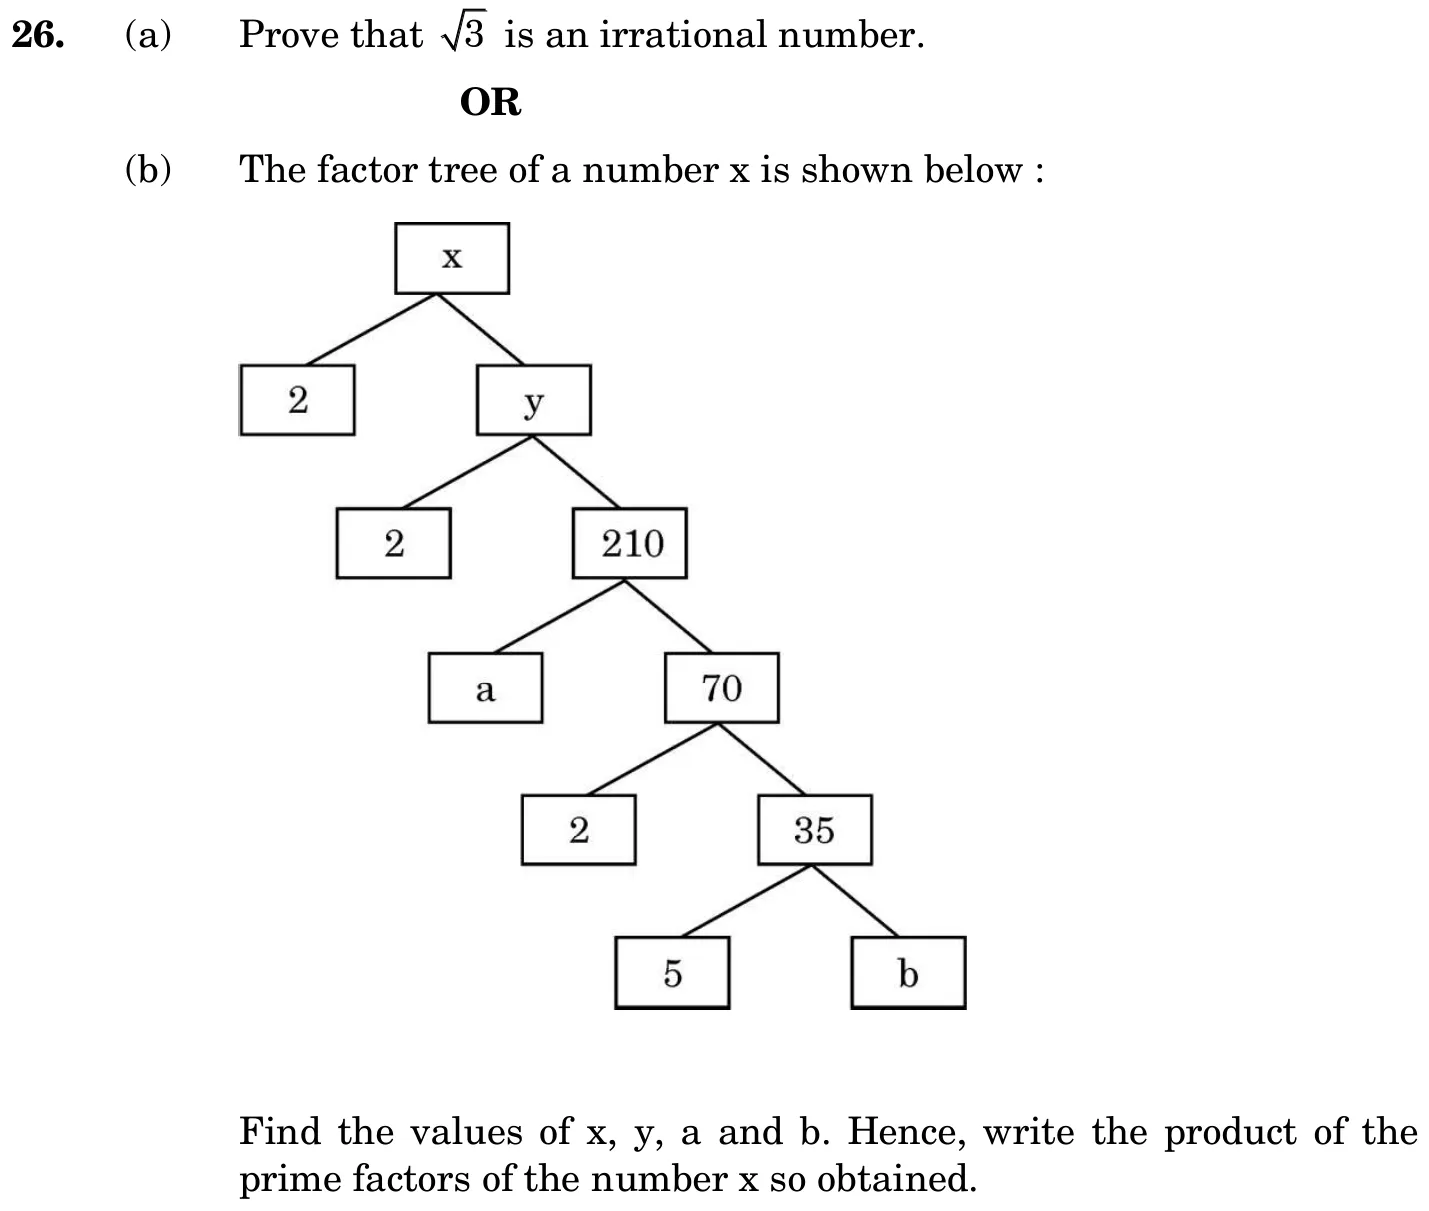 26. (a) Prove that √3 is an irrational number.
OR
(b) The factor tree of a number x is shown below :
x
2 y
2 210
a 70
2 35
5 b
Find the values of x, y, a and b. Hence, write the product of the
prime factors of the number x so obtained.